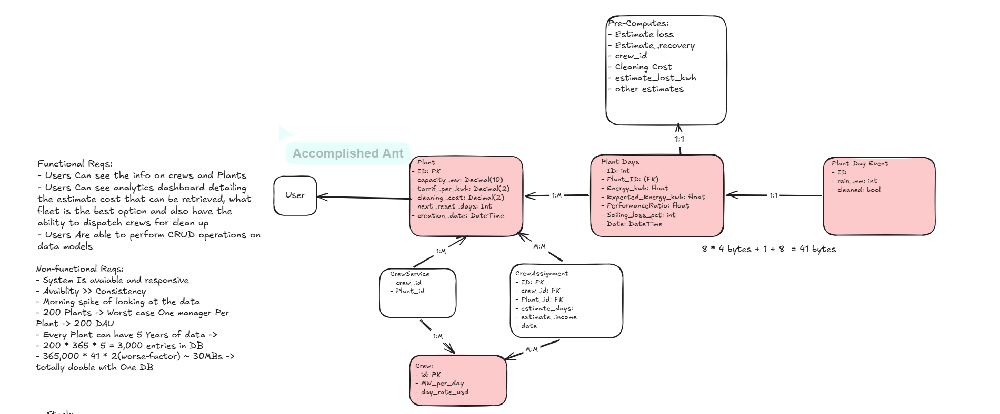 Pre-Computes:
- Estimate loss
- Estimate_recovery
- crew_id
- Cleaning Cost
- estimate_lost_kwh
- other estimates
1:1
Accomplished Ant
Functional Reqs:
- Users Can see the info on crews and Plants
- Users Can see analytics dashboard detailing
the estimate cost that can be retrieved, what
fleet is the best option and also have the
ability to dispatch crews for clean up
- Users Are able to perform CRUD operations on
data models
Non-functional Reqs:
- System Is avaiable and responsive
- Avaiblity >> Consistency
- Morning spike of looking at the data
- 200 Plants -> Worst case One manager Per
Plant -> 200 DAU
- Every Plant can have 5 Years of data ->
- 200 * 365 * 5 = 3,000 entries in DB
- 365,000 * 41 * 2(worse-factor) ~ 30MBs ->
totally doable with One DB
User
Plant
- ID: PK
- capacity_mw: Decimal(10)
- tarrif_per_kwh: Decimal(2)
- cleaning_cost: Decimal(2)
- next_reset_days: Int
- creation_date: DateTime
1:M
Plant Days
- ID: int
- Plant_ID: (FK)
- Energy_kwh: float
- Expected_Energy_kwh: float
- PerformanceRatio: float
- Soiling_loss_pct: int
- Date: DateTime
1:1
Plant Day Event
- ID
- rain_mm: int
- cleaned: bool
8 * 4 bytes + 1 + 8 = 41 bytes
1:M
M:M
CrewService
- crew_id
- Plant_id
CrewAssignment
- ID: PK
- crew_id: FK
- Plant_id: FK
- estimate_days:
- estimate_income
- date
1:M
M:M
Crew:
- id: PK
- MW_per_day
- day_rate_usd